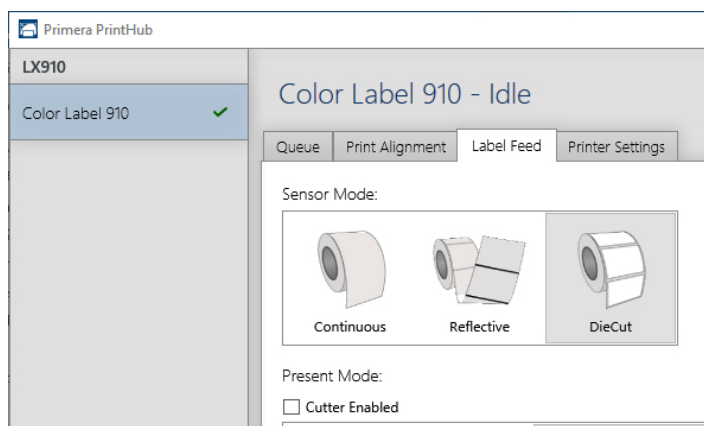 Primera PrintHub
LX910
Color Label 910
Color Label 910 - Idle
Queue Print Alignment Label Feed Printer Settings
Sensor Mode:
Continuous Reflective DieCut
Present Mode:
Cutter Enabled